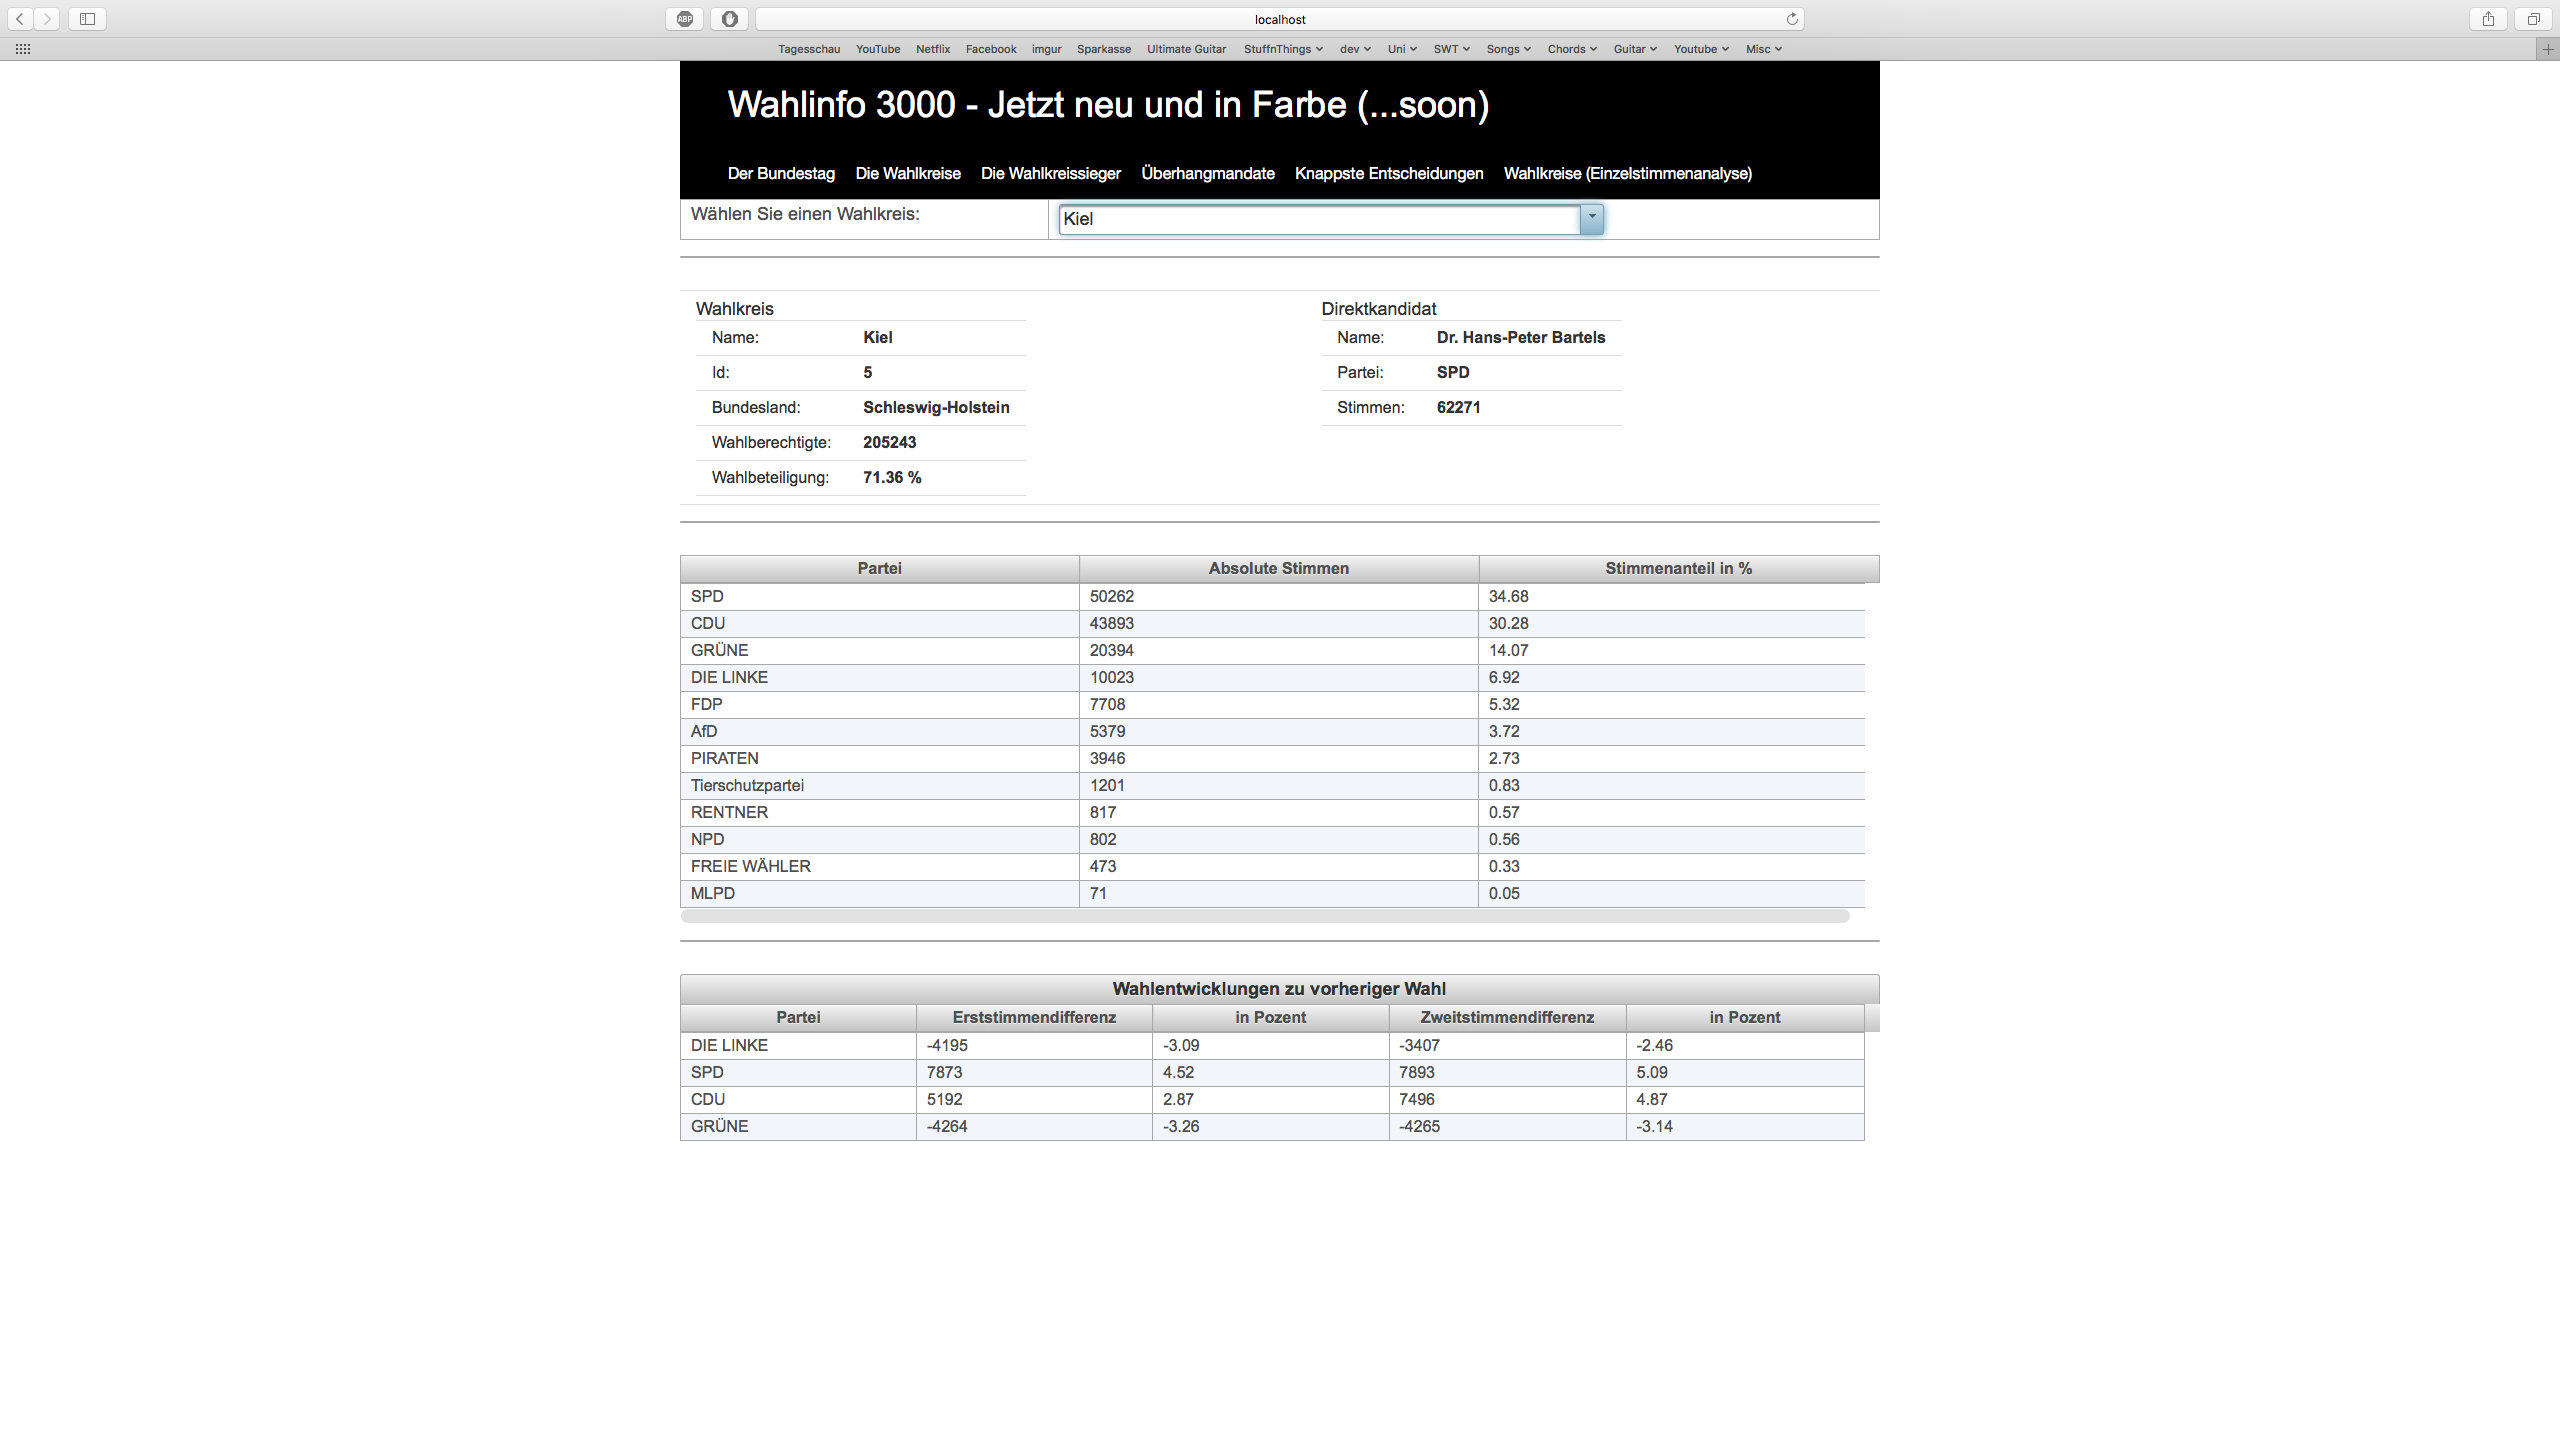 localhost
Tagesschau YouTube Netflix Facebook imgur Sparkasse Ultimate Guitar StuffnThings dev Uni SWT Songs Chords Guitar Youtube Misc
Wahlinfo 3000 - Jetzt neu und in Farbe (...soon)
Der Bundestag Die Wahlkreise Die Wahlkreissieger Überhangmandate Knappste Entscheidungen Wahlkreise (Einzelstimmenanalyse)
Wählen Sie einen Wahlkreis: Kiel
Wahlkreis
Name: Kiel
Id: 5
Bundesland: Schleswig-Holstein
Wahlberechtigte: 205243
Wahlbeteiligung: 71.36 %
Direktkandidat
Name: Dr. Hans-Peter Bartels
Partei: SPD
Stimmen: 62271
Partei Absolute Stimmen Stimmenanteil in %
SPD 50262 34.68
CDU 43893 30.28
GRÜNE 20394 14.07
DIE LINKE 10023 6.92
FDP 7708 5.32
AfD 5379 3.72
PIRATEN 3946 2.73
Tierschutzpartei 1201 0.83
RENTNER 817 0.57
NPD 802 0.56
FREIE WÄHLER 473 0.33
MLPD 71 0.05
Wahlentwicklungen zu vorheriger Wahl
Partei Erststimmendifferenz in Pozent Zweitstimmendifferenz in Pozent
DIE LINKE -4195 -3.09 -3407 -2.46
SPD 7873 4.52 7893 5.09
CDU 5192 2.87 7496 4.87
GRÜNE -4264 -3.26 -4265 -3.14